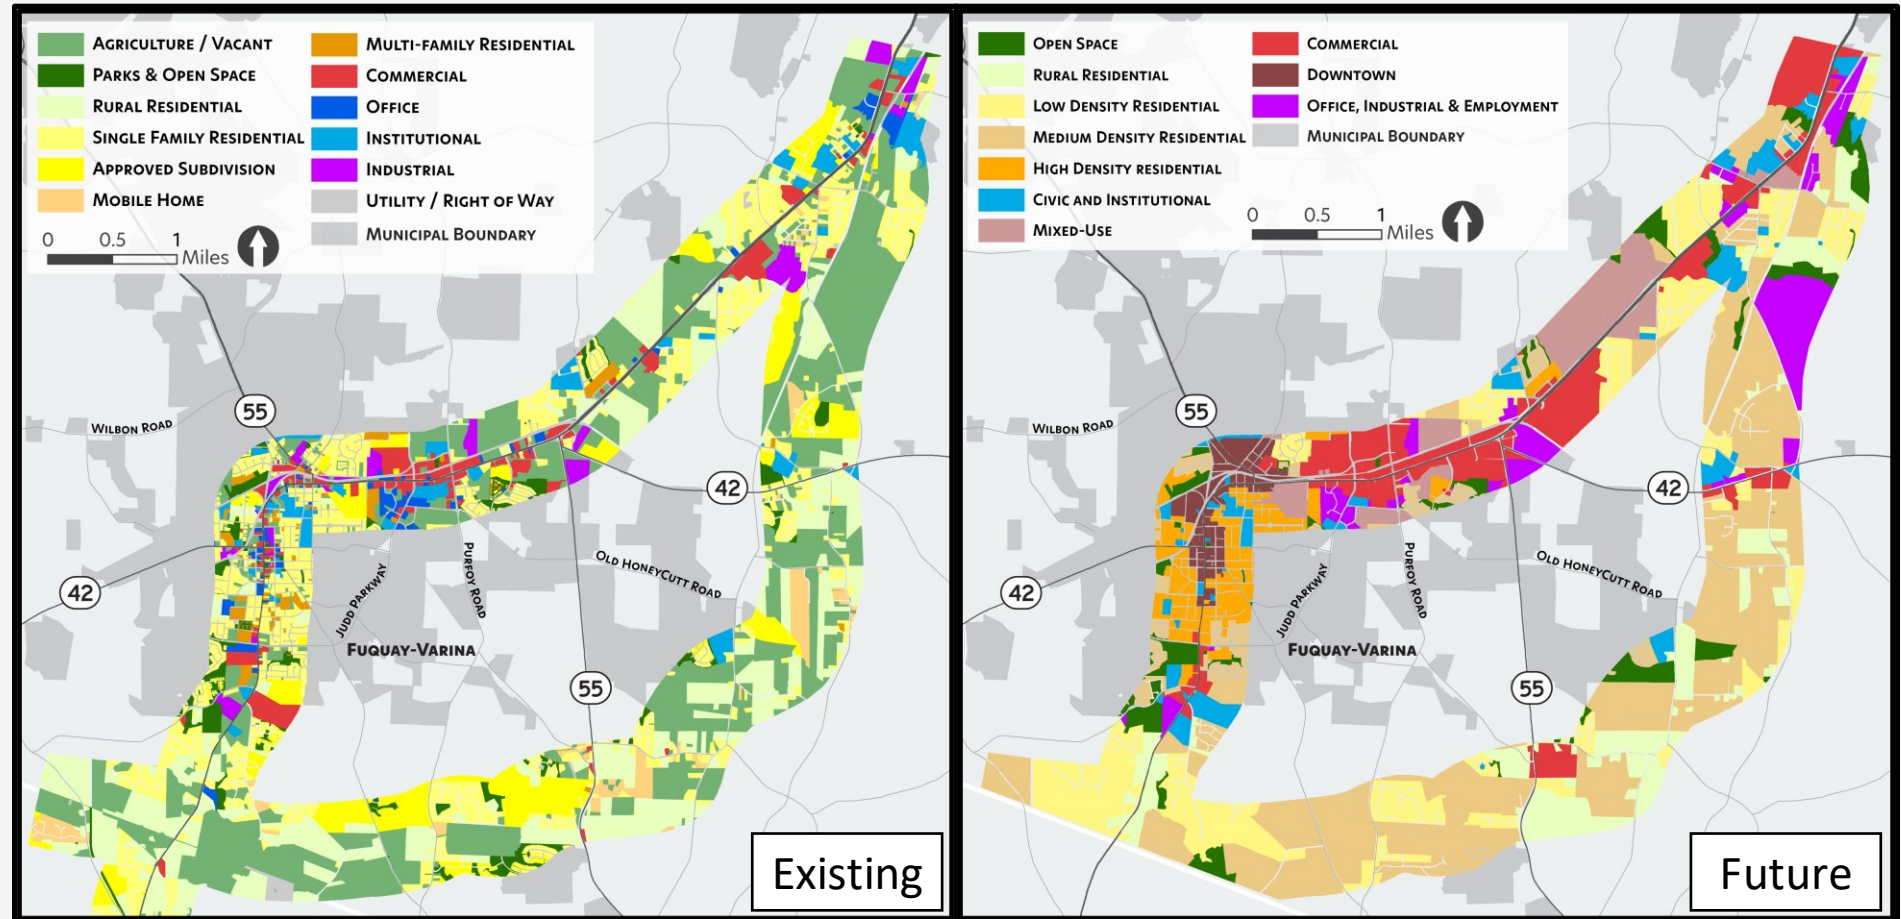 AGRICULTURE / VACANT
PARKS & OPEN SPACE
RURAL RESIDENTIAL
SINGLE FAMILY RESIDENTIAL
APPROVED SUBDIVISION
MOBILE HOME
MULTI-FAMILY RESIDENTIAL
COMMERCIAL
OFFICE
INSTITUTIONAL
INDUSTRIAL
UTILITY / RIGHT OF WAY
MUNICIPAL BOUNDARY
0 0.5 1
Miles
55
WILBON ROAD
42
42
OLD HONEYCUTT ROAD
PURFOY ROAD
JUDD PARKWAY
FUQUAY-VARINA
55
Existing
OPEN SPACE
RURAL RESIDENTIAL
LOW DENSITY RESIDENTIAL
MEDIUM DENSITY RESIDENTIAL
HIGH DENSITY RESIDENTIAL
CIVIC AND INSTITUTIONAL
MIXED-USE
COMMERCIAL
DOWNTOWN
OFFICE, INDUSTRIAL & EMPLOYMENT
MUNICIPAL BOUNDARY
0 0.5 1
Miles
55
WILBON ROAD
42
42
OLD HONEYCUTT ROAD
PURFOY ROAD
JUDD PARKWAY
FUQUAY-VARINA
55
Future